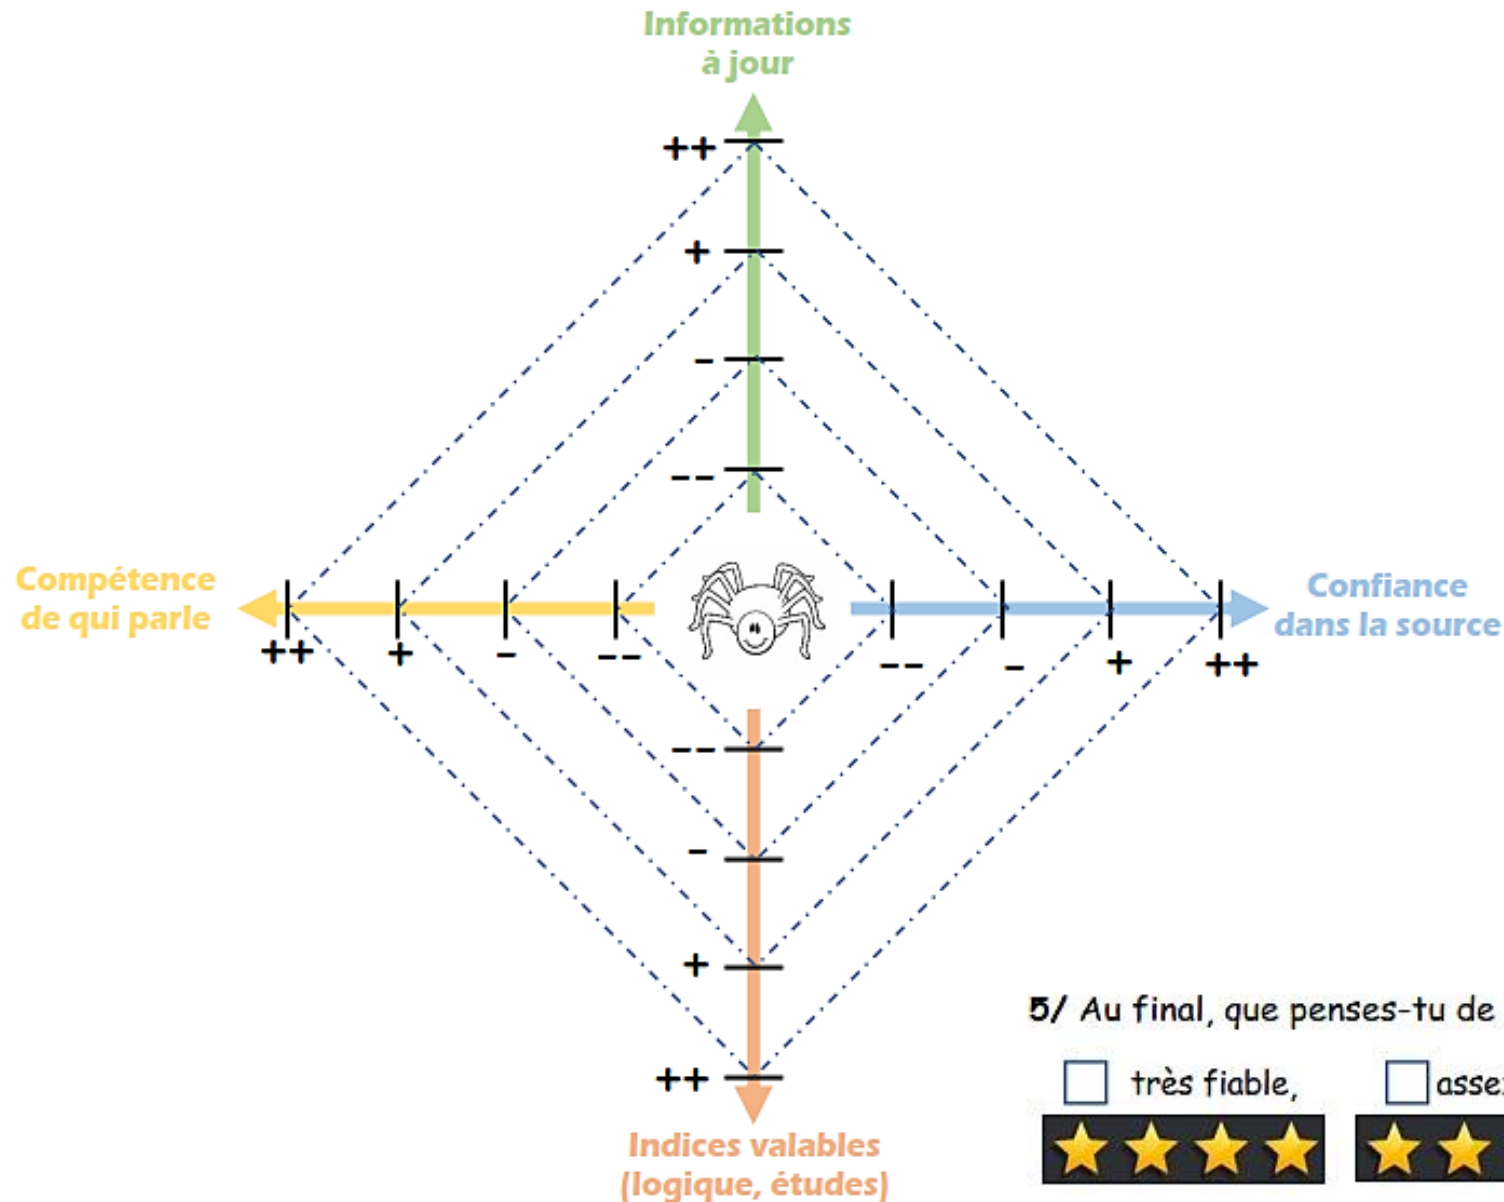 Informations
à jour
++
+
-
--
Compétence
de qui parle
++ + - --
-- - + ++
Confiance
dans la source
--
-
+
++
Indices valables
(logique, études)
5/ Au final, que penses-tu de
très fiable,